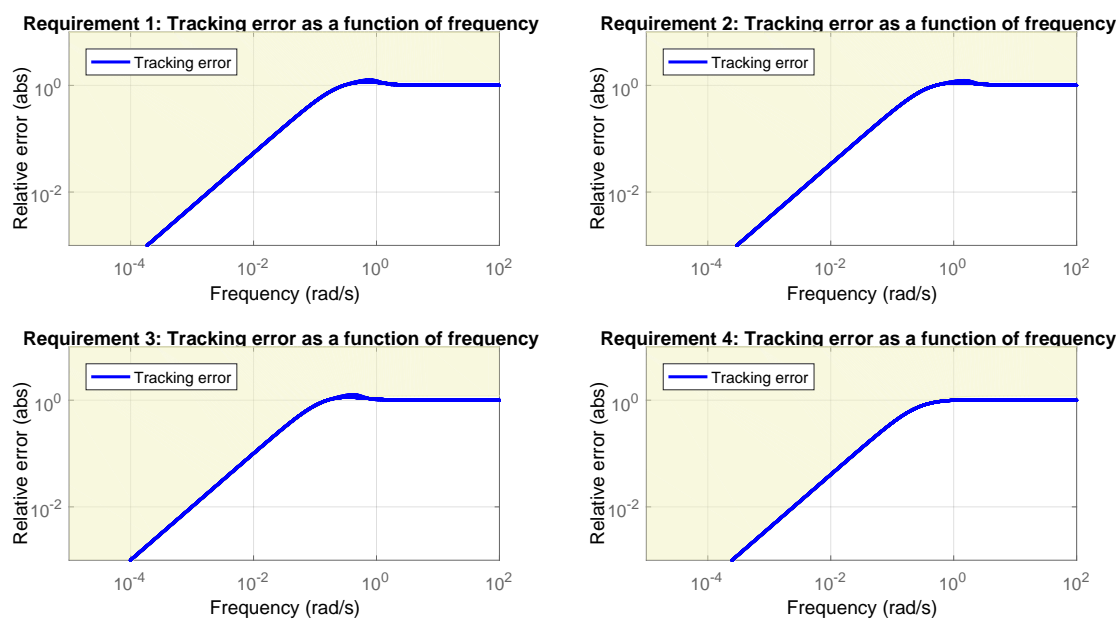 Requirement 1: Tracking error as a function of frequency
Tracking error
Relative error (abs)
10^0
10^-2
10^-4
10^-2
10^0
10^2
Frequency (rad/s)
Requirement 2: Tracking error as a function of frequency
Tracking error
Relative error (abs)
10^0
10^-2
10^-4
10^-2
10^0
10^2
Frequency (rad/s)
Requirement 3: Tracking error as a function of frequency
Tracking error
Relative error (abs)
10^0
10^-2
10^-4
10^-2
10^0
10^2
Frequency (rad/s)
Requirement 4: Tracking error as a function of frequency
Tracking error
Relative error (abs)
10^0
10^-2
10^-4
10^-2
10^0
10^2
Frequency (rad/s)